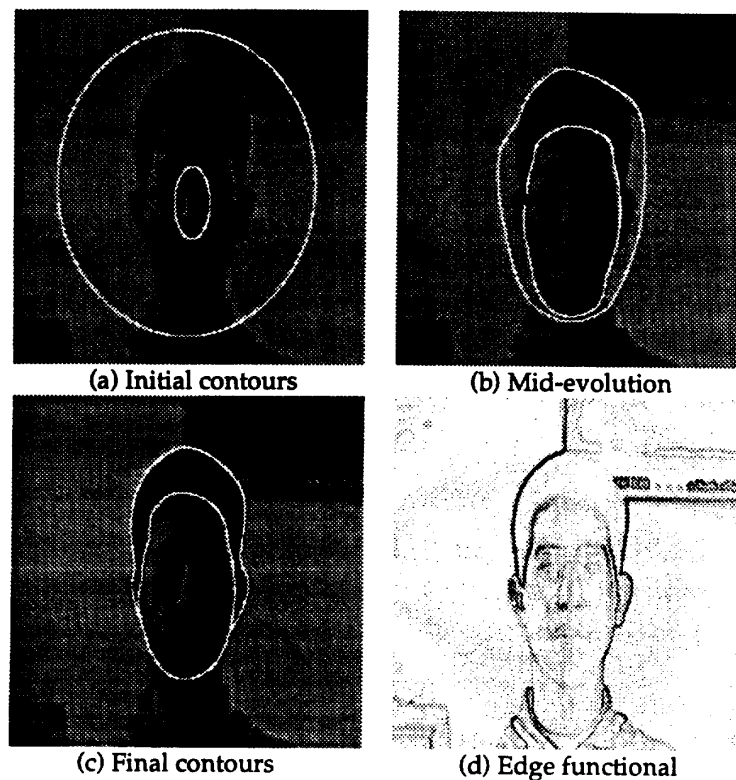 (a) Initial contours
(b) Mid-evolution
(c) Final contours
(d) Edge functional